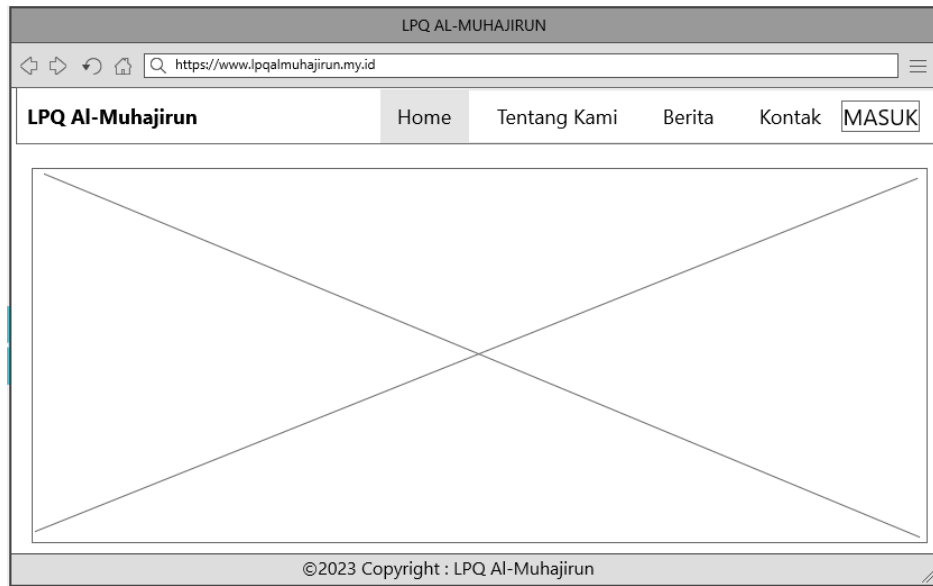 LPQ AL-MUHAJIRUN
https://www.lpqalmuhajirun.my.id
LPQ Al-Muhajirun Home Tentang Kami Berita Kontak MASUK
©2023 Copyright : LPQ Al-Muhajirun